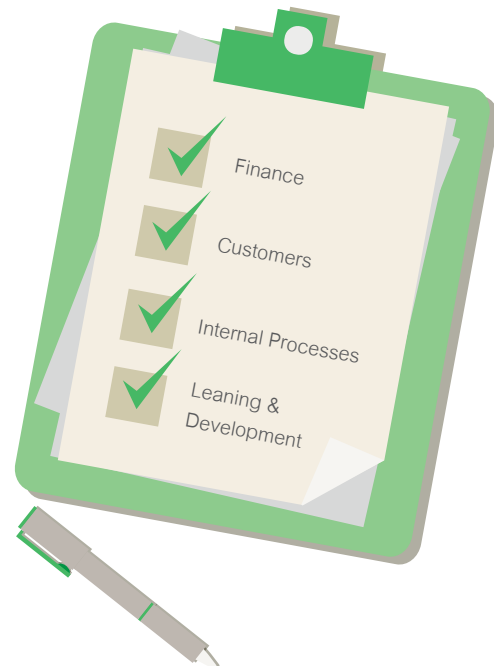 Finance
Customers
Internal Processes
Leaning &
Development